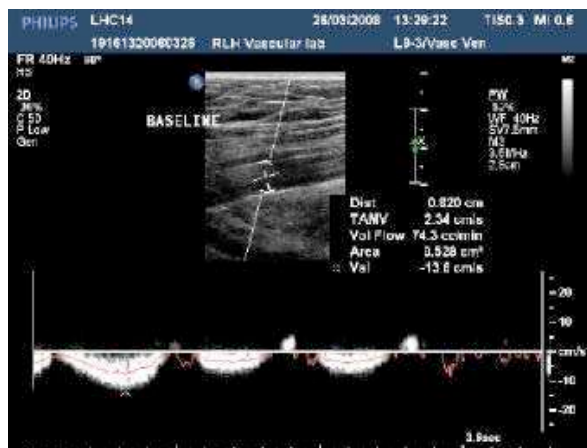 PHILIPS LHC14 26/03/2008 13:29:22 TIS0.3 MI 0.6
19161320060326 RLH Vascular lab L9-3/Vasc Ven
FR 40Hz
2D
C 50
P Low
Gen
BASELINE
PW
WF 40Hz
SV7.5mm
M3
3.5MHz
Dist 0.820 cm
TAMV 2.34 cm/s
Vol Flow 74.3 cc/min
Area 0.528 cm²
Vel -13.6 cm/s
20
10
cm/s
-10
-20